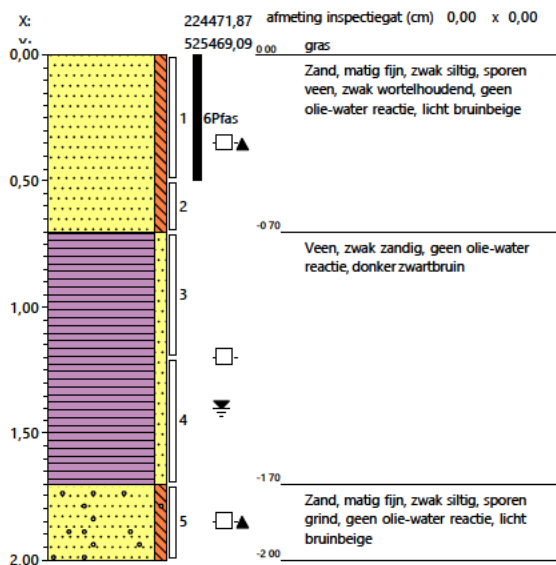 X: 224471,87 afmeting inspectiegat (cm) 0,00 x 0,00
525469,09
0,00
0 00 gras
Zand, matig fijn, zwak siltig, sporen
veen, zwak wortelhoudend, geen
olie-water reactie, licht bruinbeige
1 6Pfas
0,50
2
-0 70
Veen, zwak zandig, geen olie-water
reactie, donker zwartbruin
3
1,00
4
1,50
-1 70
Zand, matig fijn, zwak siltig, sporen
grind, geen olie-water reactie, licht
bruinbeige
5
2,00
-2 00